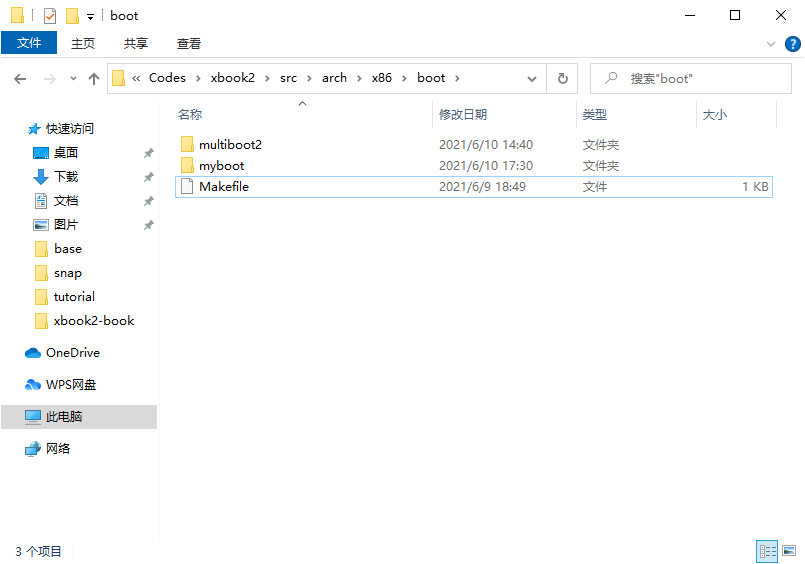 boot
文件 主页 共享 查看
« Codes › xbook2 › src › arch › x86 › boot ›
搜索"boot"
名称 修改日期 类型 大小
multiboot2 2021/6/10 14:40 文件夹
myboot 2021/6/10 17:30 文件夹
Makefile 2021/6/9 18:49 文件 1 KB
快速访问
桌面
下载
文档
图片
base
snap
tutorial
xbook2-book
OneDrive
WPS网盘
此电脑
网络
3 个项目